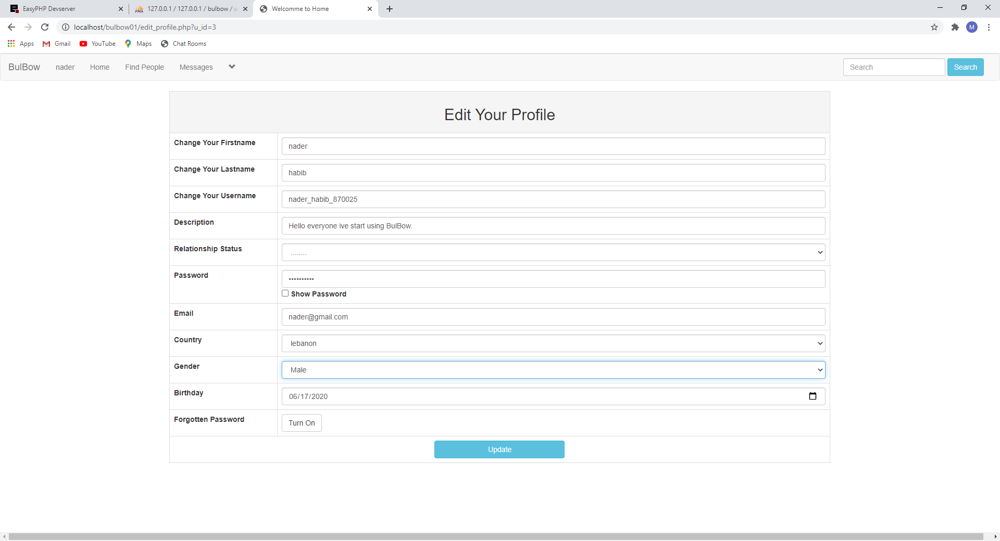 EasyPHP Devserver
127.0.0.1 / 127.0.0.1 / bulbow / u
Welcomme to Home
localhost/bulbow01/edit_profile.php?u_id=3
M
Apps
Gmail
YouTube
Maps
Chat Rooms
BulBow
nader
Home
Find People
Messages
Search
Search
Edit Your Profile
Change Your Firstname
nader
Change Your Lastname
habib
Change Your Username
nader_habib_870025
Description
Hello everyone ive start using BulBow.
Relationship Status
........
Password
••••••••••
Show Password
Email
nader@gmail.com
Country
lebanon
Gender
Male
Birthday
06/17/2020
Forgotten Password
Turn On
Update